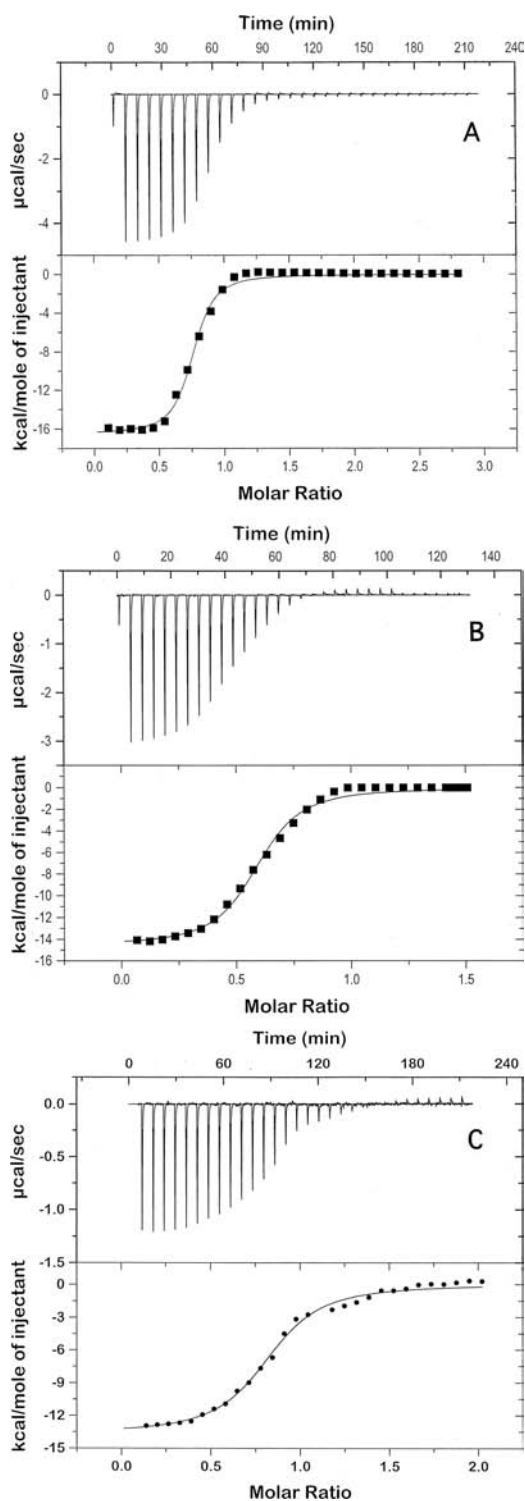 Time (min)
0 30 60 90 120 150 180 210 240
0
-2
-4
µcal/sec
A
0
-4
-8
-12
-16
kcal/mole of injectant
0.0 0.5 1.0 1.5 2.0 2.5 3.0
Molar Ratio
Time (min)
0 20 40 60 80 100 120 140
0
-1
-2
-3
µcal/sec
B
0
-2
-4
-6
-8
-10
-12
-14
-16
kcal/mole of injectant
0.0 0.5 1.0 1.5
Molar Ratio
Time (min)
0 60 120 180 240
0.0
-0.5
-1.0
-1.5
µcal/sec
C
0
-3
-6
-9
-12
-15
kcal/mole of injectant
0.0 0.5 1.0 1.5 2.0
Molar Ratio